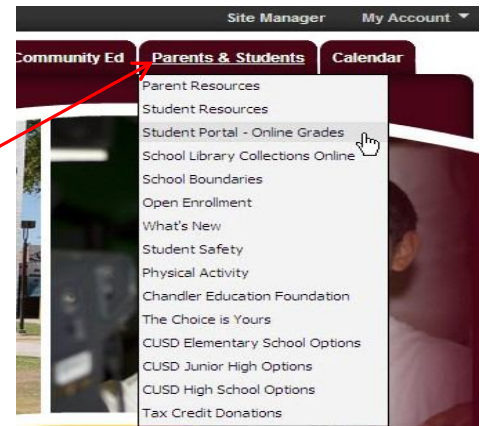 Site Manager My Account
Community Ed Parents & Students Calendar
Parent Resources
Student Resources
Student Portal - Online Grades
School Library Collections Online
School Boundaries
Open Enrollment
What's New
Student Safety
Physical Activity
Chandler Education Foundation
The Choice is Yours
CUSD Elementary School Options
CUSD Junior High Options
CUSD High School Options
Tax Credit Donations